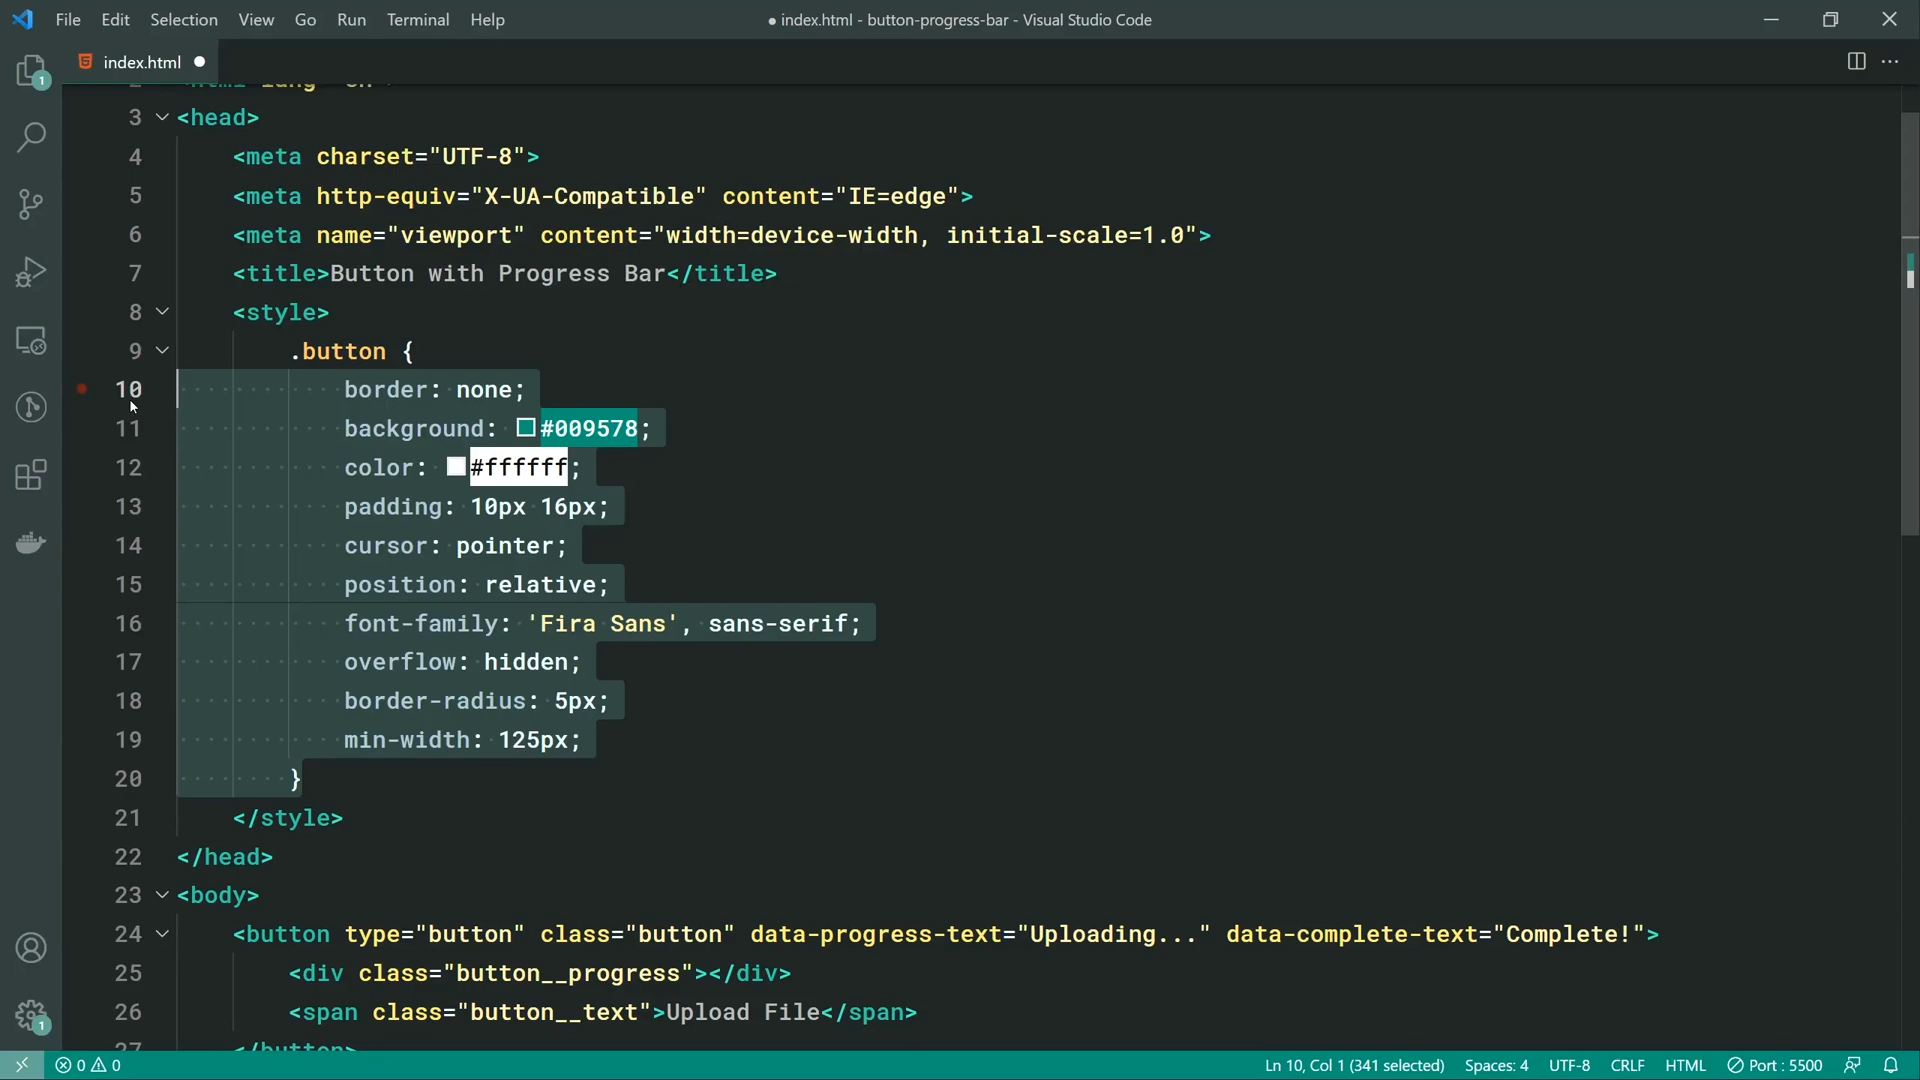 File Edit Selection View Go Run Terminal Help
● index.html - button-progress-bar - Visual Studio Code
index.html
1
3 <head>
4 <meta charset="UTF-8">
5 <meta http-equiv="X-UA-Compatible" content="IE=edge">
6 <meta name="viewport" content="width=device-width, initial-scale=1.0">
7 <title>Button with Progress Bar</title>
8 <style>
9 .button {
10 border: none;
11 background: #009578;
12 color: #ffffff;
13 padding: 10px 16px;
14 cursor: pointer;
15 position: relative;
16 font-family: 'Fira Sans', sans-serif;
17 overflow: hidden;
18 border-radius: 5px;
19 min-width: 125px;
20 }
21 </style>
22 </head>
23 <body>
24 <button type="button" class="button" data-progress-text="Uploading..." data-complete-text="Complete!">
25 <div class="button__progress"></div>
26 <span class="button__text">Upload File</span>
27 </button>
1
0 0 Ln 10, Col 1 (341 selected) Spaces: 4 UTF-8 CRLF HTML Port : 5500